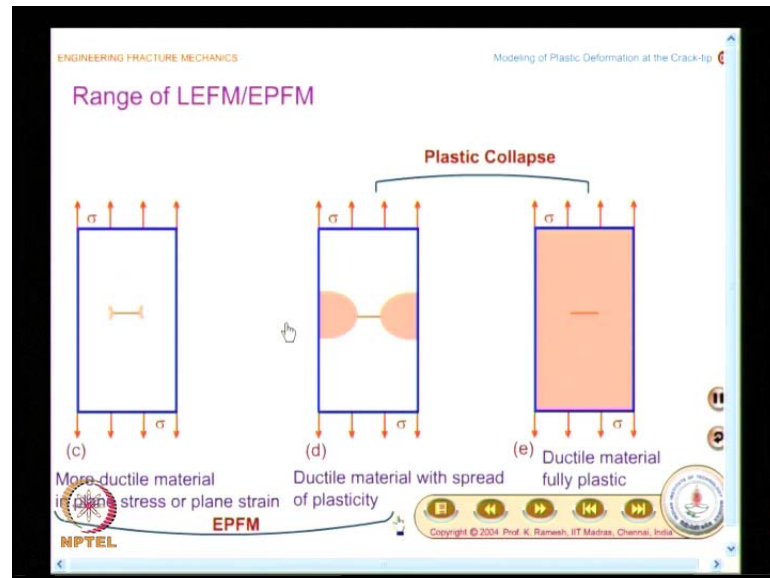 ENGINEERING FRACTURE MECHANICS
Modeling of Plastic Deformation at the Crack-tip
Range of LEFM/EPFM
Plastic Collapse
σ
σ
σ
σ
σ
σ
(c)
(d)
(e)
More ductile material
in plane stress or plane strain
Ductile material with spread
of plasticity
Ductile material
fully plastic
EPFM
NPTEL
Copyright © 2004 Prof. K. Ramesh, IIT Madras, Chennai, India